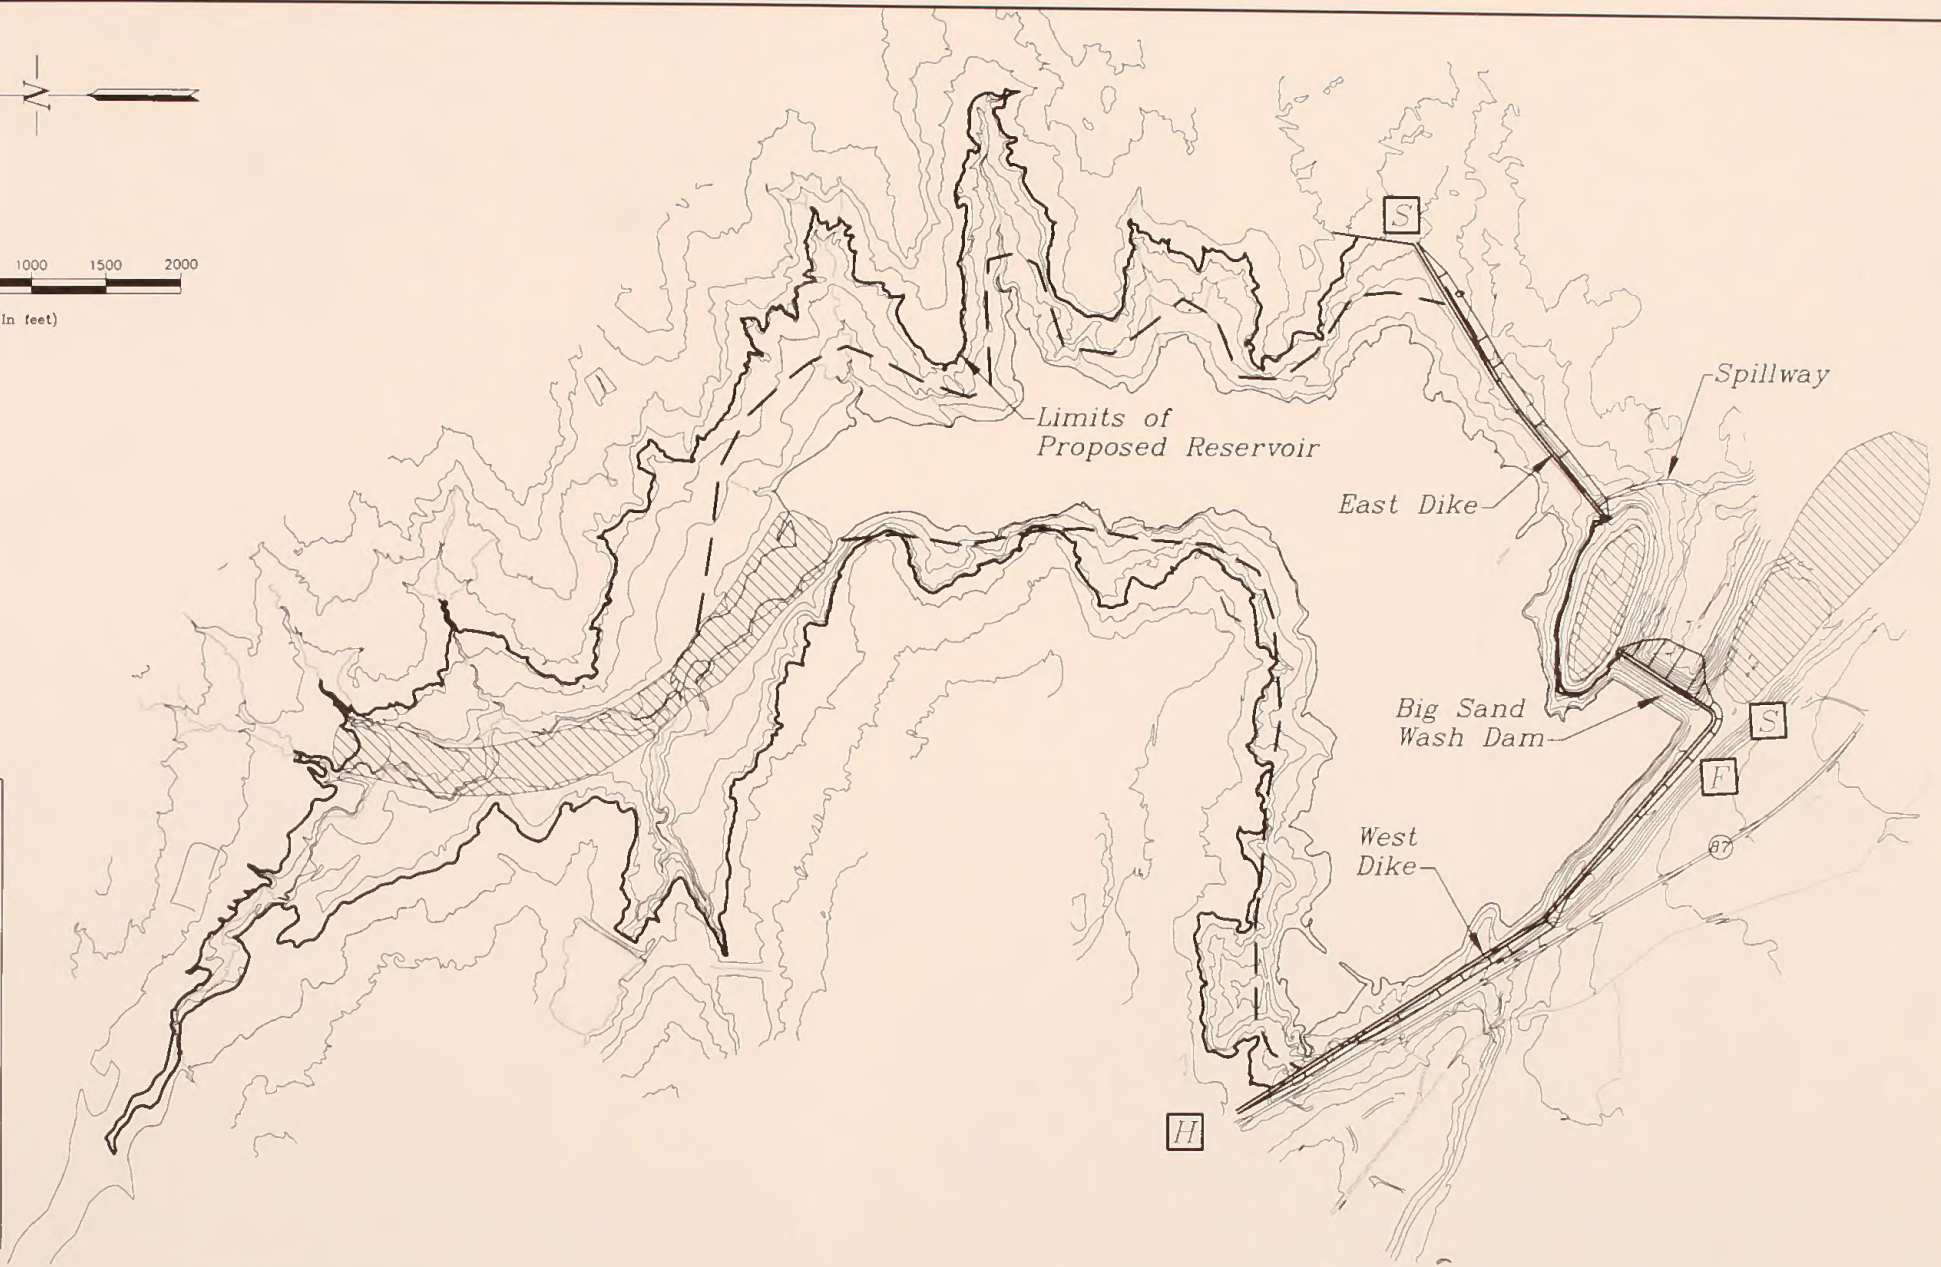 N
1000 1500 2000
In feet)
S
Spillway
Limits of
Proposed Reservoir
East Dike
Big Sand
Wash Dam
S
F
West
Dike
87
H